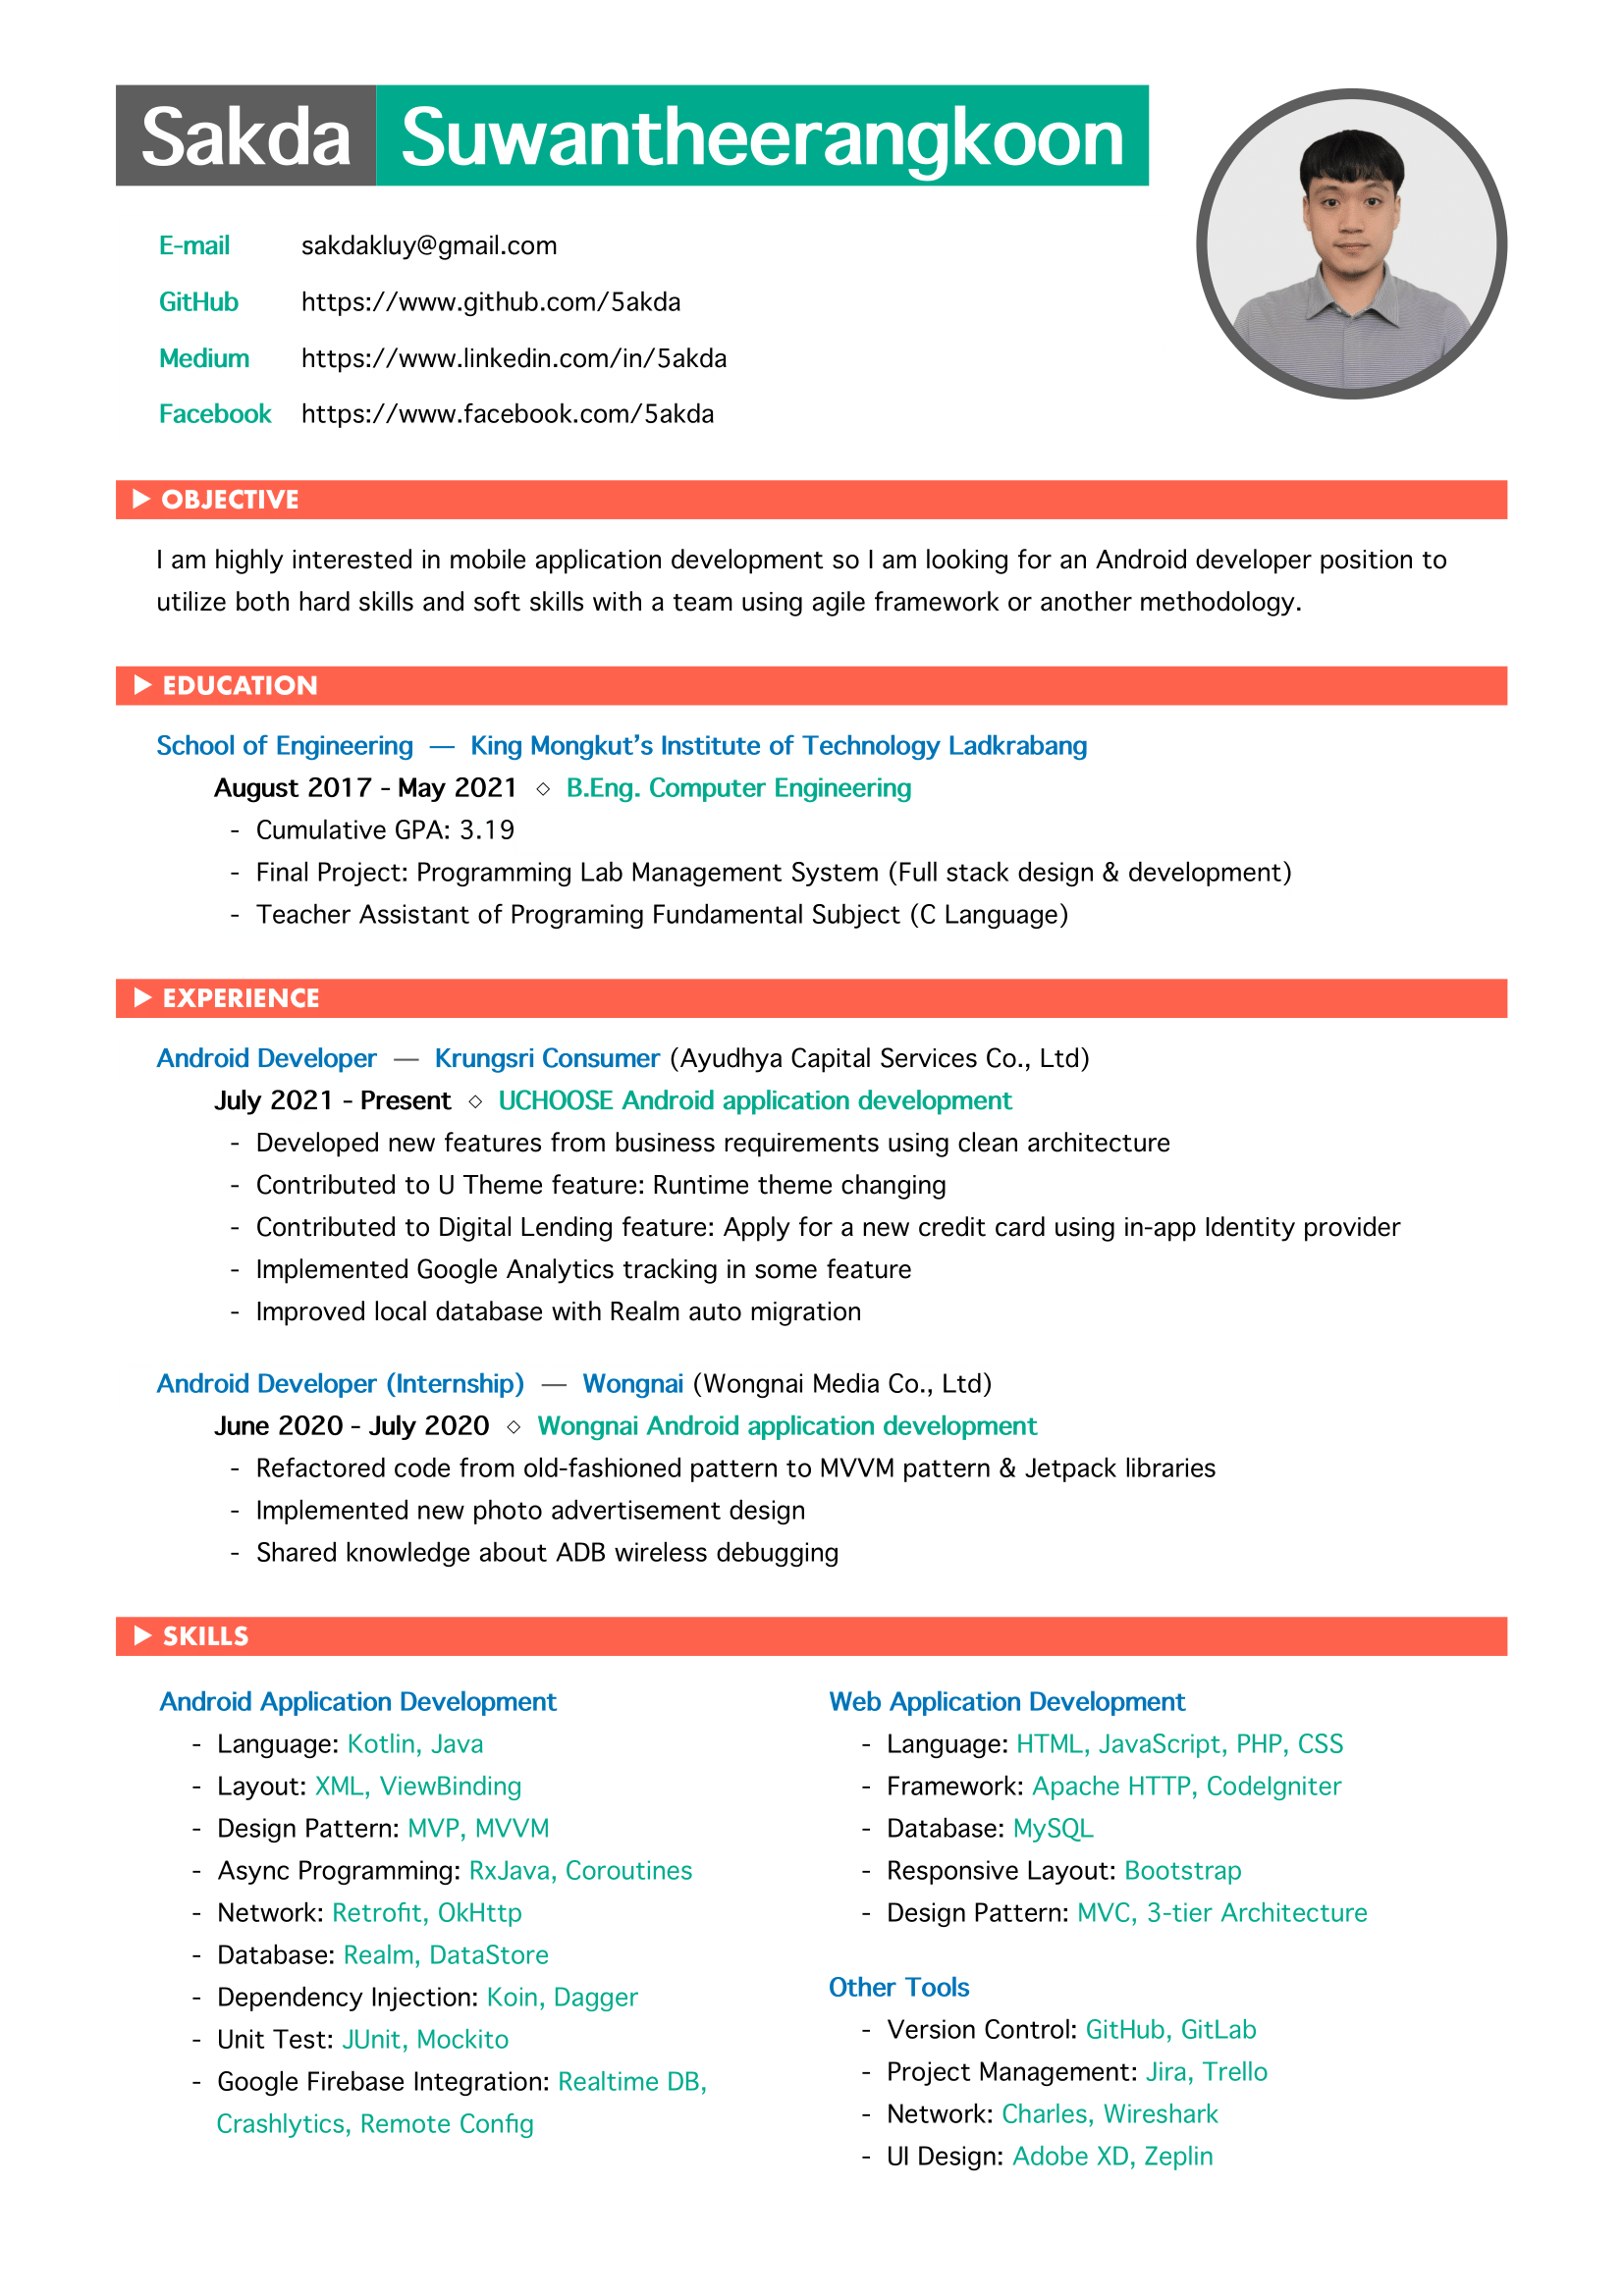 Sakda Suwantheerangkoon
E-mail sakdakluy@gmail.com
GitHub https://www.github.com/5akda
Medium https://www.linkedin.com/in/5akda
Facebook https://www.facebook.com/5akda
▶ OBJECTIVE
I am highly interested in mobile application development so I am looking for an Android developer position to
utilize both hard skills and soft skills with a team using agile framework or another methodology.
▶ EDUCATION
School of Engineering — King Mongkut’s Institute of Technology Ladkrabang
August 2017 - May 2021 ◇ B.Eng. Computer Engineering
- Cumulative GPA: 3.19
- Final Project: Programming Lab Management System (Full stack design & development)
- Teacher Assistant of Programing Fundamental Subject (C Language)
▶ EXPERIENCE
Android Developer — Krungsri Consumer (Ayudhya Capital Services Co., Ltd)
July 2021 - Present ◇ UCHOOSE Android application development
- Developed new features from business requirements using clean architecture
- Contributed to U Theme feature: Runtime theme changing
- Contributed to Digital Lending feature: Apply for a new credit card using in-app Identity provider
- Implemented Google Analytics tracking in some feature
- Improved local database with Realm auto migration
Android Developer (Internship) — Wongnai (Wongnai Media Co., Ltd)
June 2020 - July 2020 ◇ Wongnai Android application development
- Refactored code from old-fashioned pattern to MVVM pattern & Jetpack libraries
- Implemented new photo advertisement design
- Shared knowledge about ADB wireless debugging
▶ SKILLS
Android Application Development
- Language: Kotlin, Java
- Layout: XML, ViewBinding
- Design Pattern: MVP, MVVM
- Async Programming: RxJava, Coroutines
- Network: Retrofit, OkHttp
- Database: Realm, DataStore
- Dependency Injection: Koin, Dagger
- Unit Test: JUnit, Mockito
- Google Firebase Integration: Realtime DB,
Crashlytics, Remote Config
Web Application Development
- Language: HTML, JavaScript, PHP, CSS
- Framework: Apache HTTP, CodeIgniter
- Database: MySQL
- Responsive Layout: Bootstrap
- Design Pattern: MVC, 3-tier Architecture
Other Tools
- Version Control: GitHub, GitLab
- Project Management: Jira, Trello
- Network: Charles, Wireshark
- UI Design: Adobe XD, Zeplin